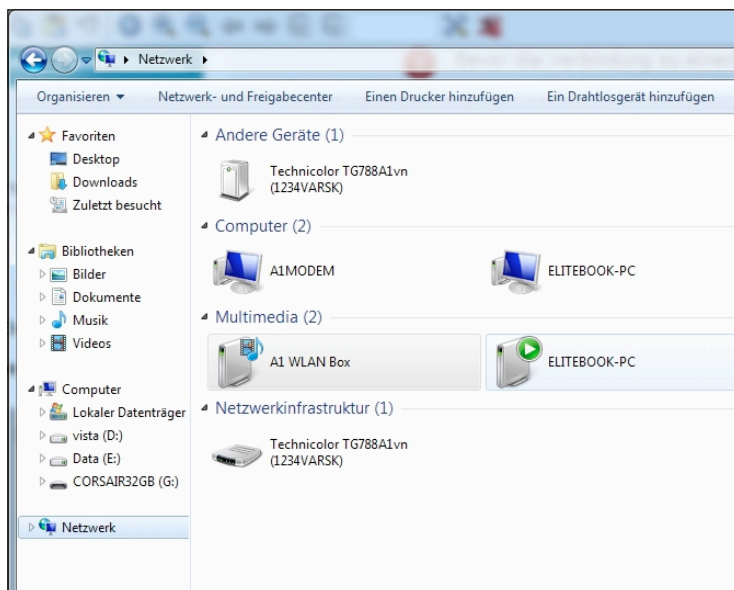 Netzwerk
Organisieren Netzwerk- und Freigabecenter Einen Drucker hinzufügen Ein Drahtlosgerät hinzufügen
Favoriten
Desktop
Downloads
Zuletzt besucht
Bibliotheken
Bilder
Dokumente
Musik
Videos
Computer
Lokaler Datenträger
vista (D:)
Data (E:)
CORSAIR32GB (G:)
Netzwerk
Andere Geräte (1)
Technicolor TG788A1vn
(1234VARSK)
Computer (2)
A1MODEM
ELITEBOOK-PC
Multimedia (2)
A1 WLAN Box
ELITEBOOK-PC
Netzwerkinfrastruktur (1)
Technicolor TG788A1vn
(1234VARSK)